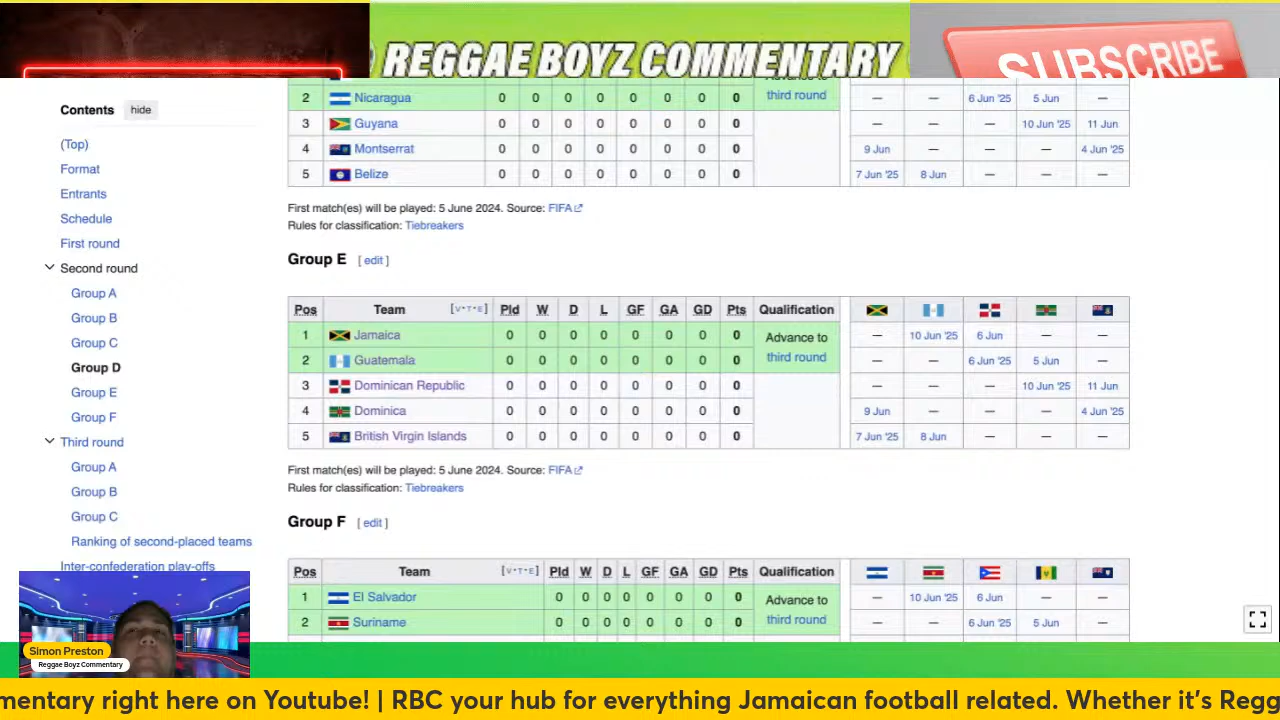 REGGAE BOYZ COMMENTARY
SUBSCRIBE
Contents hide
(Top)
Format
Entrants
Schedule
First round
Second round
Group A
Group B
Group C
Group D
Group E
Group F
Third round
Group A
Group B
Group C
Ranking of second-placed teams
Inter-confederation play-offs
Advance to
2 Nicaragua 0 0 0 0 0 0 0 0 third round — — 6 Jun '25 5 Jun —
3 Guyana 0 0 0 0 0 0 0 0 — — — 10 Jun '25 11 Jun
4 Montserrat 0 0 0 0 0 0 0 0 9 Jun — — — 4 Jun '25
5 Belize 0 0 0 0 0 0 0 0 7 Jun '25 8 Jun — — —
First match(es) will be played: 5 June 2024. Source: FIFA
Rules for classification: Tiebreakers
Group E [ edit ]
Pos Team [V·T·E] Pld W D L GF GA GD Pts Qualification
1 Jamaica 0 0 0 0 0 0 0 0 Advance to — 10 Jun '25 6 Jun — —
2 Guatemala 0 0 0 0 0 0 0 0 third round — — 6 Jun '25 5 Jun —
3 Dominican Republic 0 0 0 0 0 0 0 0 — — — 10 Jun '25 11 Jun
4 Dominica 0 0 0 0 0 0 0 0 9 Jun — — — 4 Jun '25
5 British Virgin Islands 0 0 0 0 0 0 0 0 7 Jun '25 8 Jun — — —
First match(es) will be played: 5 June 2024. Source: FIFA
Rules for classification: Tiebreakers
Group F [ edit ]
Pos Team [V·T·E] Pld W D L GF GA GD Pts Qualification
1 El Salvador 0 0 0 0 0 0 0 0 Advance to — 10 Jun '25 6 Jun — —
2 Suriname 0 0 0 0 0 0 0 0 third round — — 6 Jun '25 5 Jun —
Simon Preston
Reggae Boyz Commentary
mentary right here on Youtube! | RBC your hub for everything Jamaican football related. Whether it's Regg